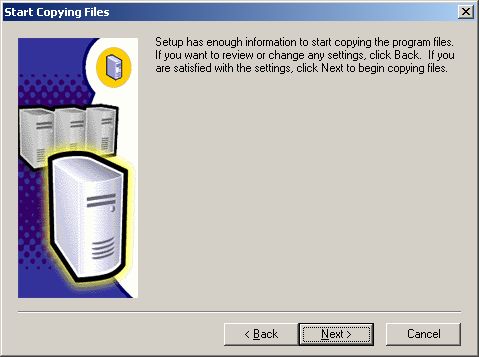 Start Copying Files
Setup has enough information to start copying the program files.
If you want to review or change any settings, click Back.  If you
are satisfied with the settings, click Next to begin copying files.
< Back
Next >
Cancel